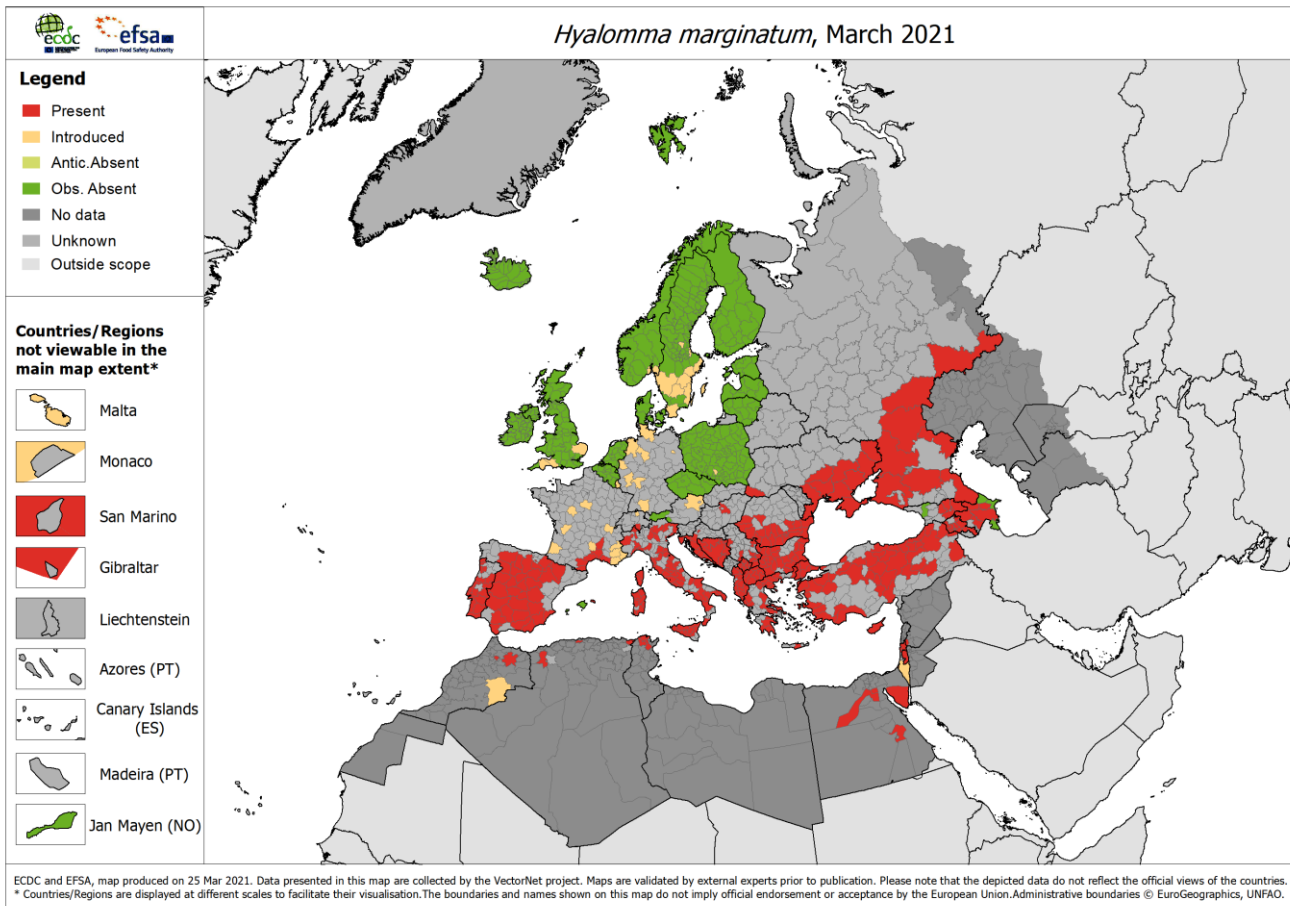 ecdc
efsa
European Food Safety Authority
Hyalomma marginatum, March 2021
Legend
Present
Introduced
Antic.Absent
Obs. Absent
No data
Unknown
Outside scope
Countries/Regions
not viewable in the
main map extent*
Malta
Monaco
San Marino
Gibraltar
Liechtenstein
Azores (PT)
Canary Islands
(ES)
Madeira (PT)
Jan Mayen (NO)
ECDC and EFSA, map produced on 25 Mar 2021. Data presented in this map are collected by the VectorNet project. Maps are validated by external experts prior to publication. Please note that the depicted data do not reflect the official views of the countries.
* Countries/Regions are displayed at different scales to facilitate their visualisation.The boundaries and names shown on this map do not imply official endorsement or acceptance by the European Union.Administrative boundaries © EuroGeographics, UNFAO.